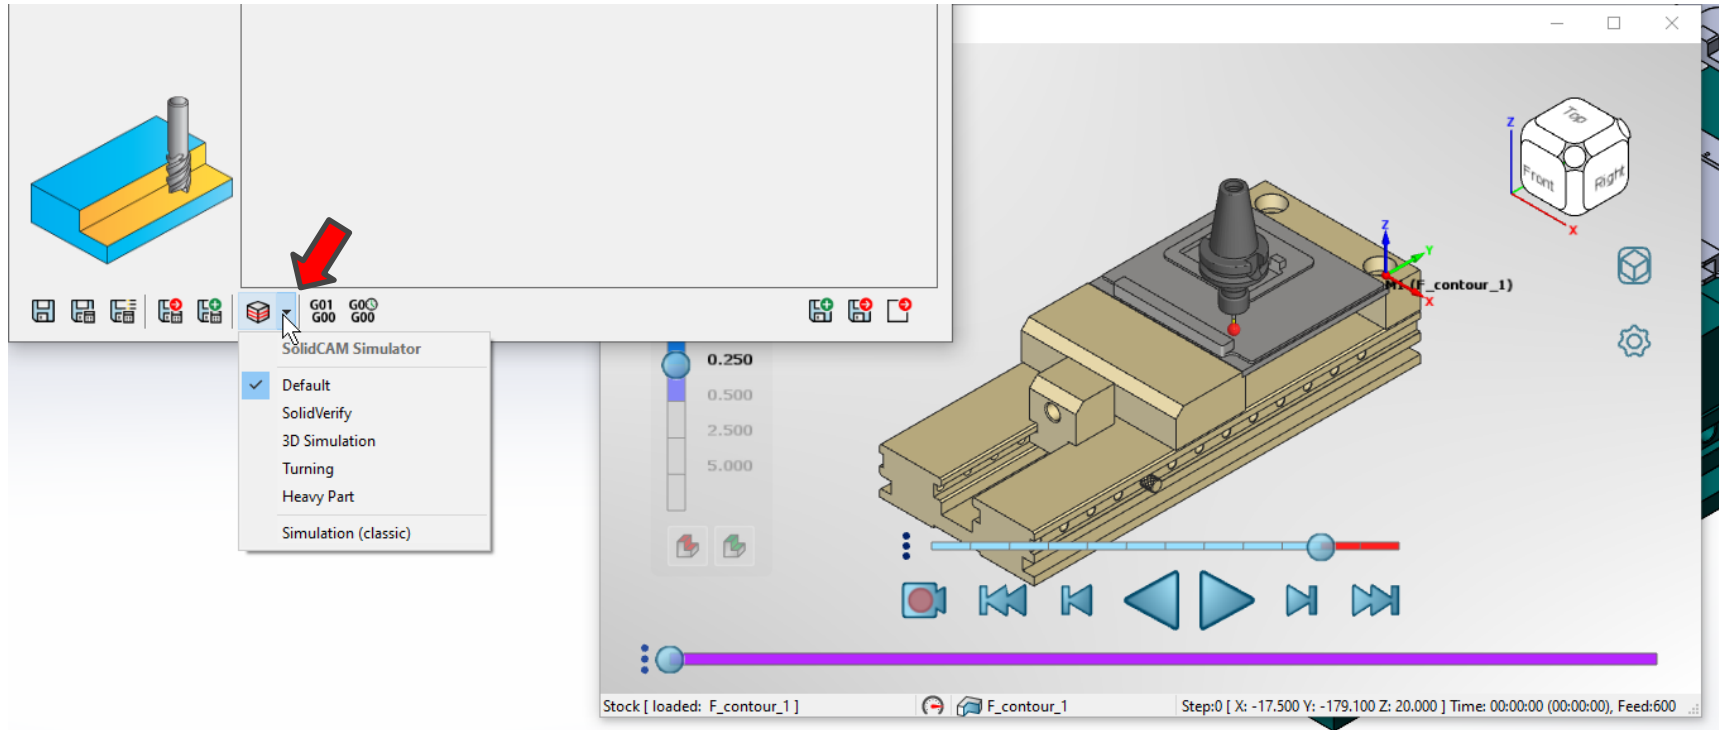 G01
G00
G00
G00
SolidCAM Simulator
Default
SolidVerify
3D Simulation
Turning
Heavy Part
Simulation (classic)
0.250
0.500
2.500
5.000
Top
Front
Right
Z
X
Z
Y
X
M1 (F_contour_1)
Stock [ loaded: F_contour_1 ]
F_contour_1
Step:0 [ X: -17.500 Y: -179.100 Z: 20.000 ] Time: 00:00:00 (00:00:00), Feed:600